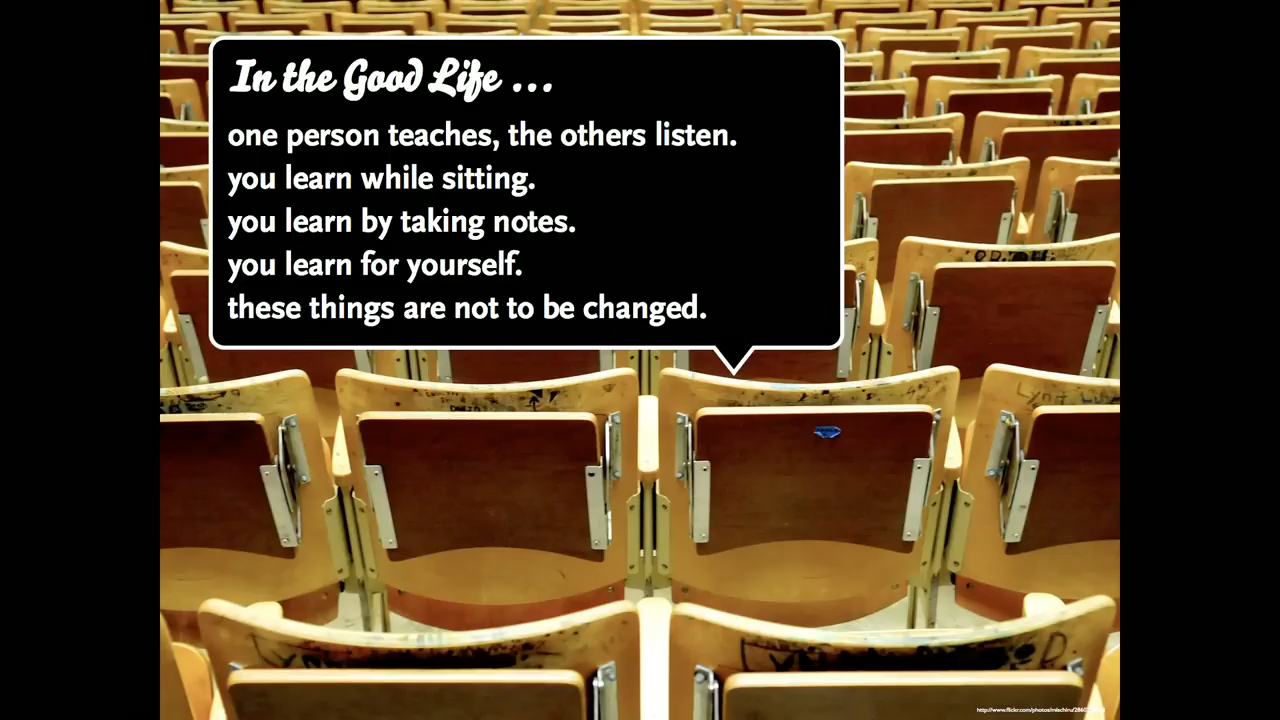 In the Good Life ...
one person teaches, the others listen.
you learn while sitting.
you learn by taking notes.
you learn for yourself.
these things are not to be changed.